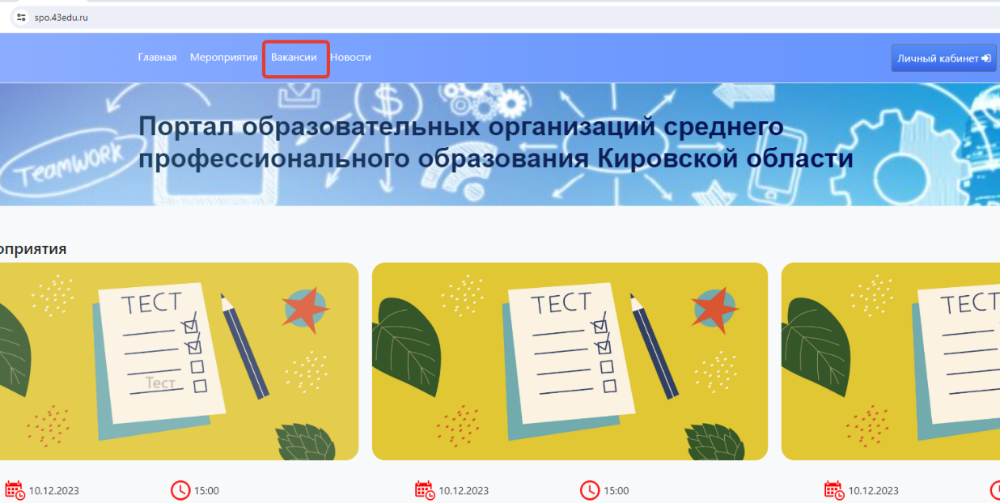 spo.43edu.ru
Главная Мероприятия Вакансии Новости
Личный кабинет
TEAMWORK
Портал образовательных организаций среднего
профессионального образования Кировской области
оприятия
ТЕСТ
Тест
ТЕСТ
ТЕСТ
10.12.2023 15:00
10.12.2023 15:00
10.12.2023